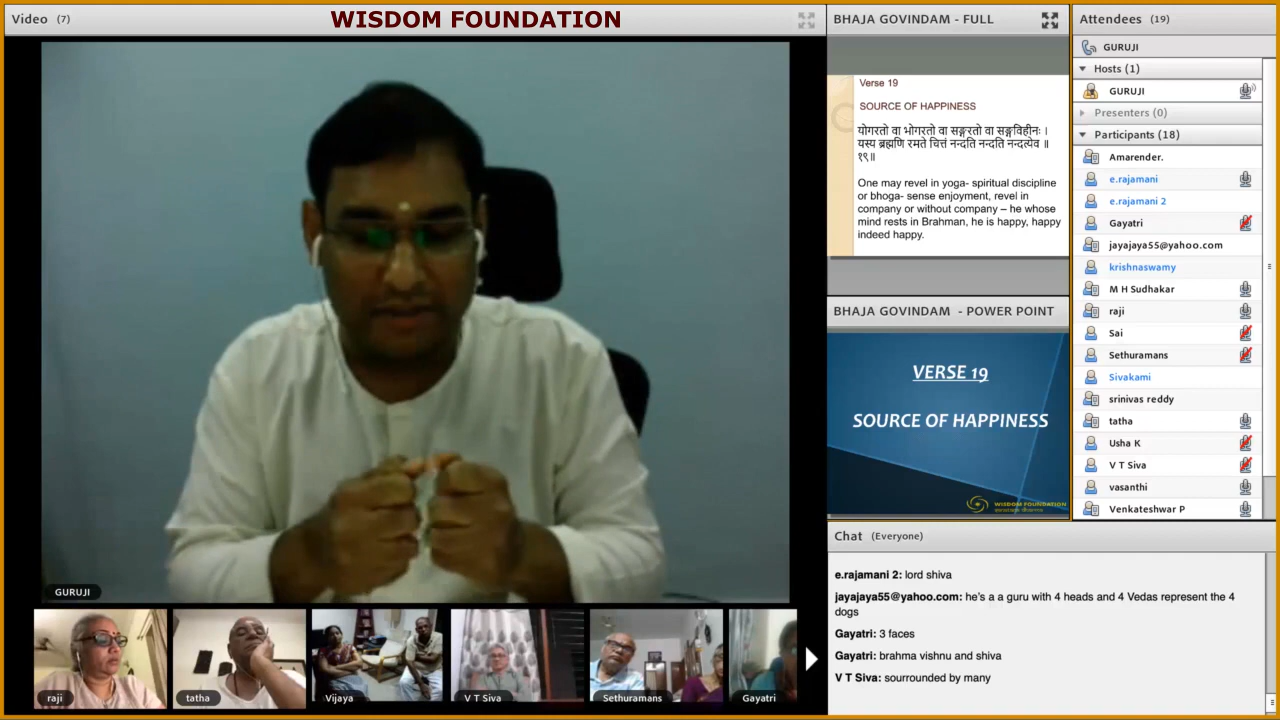 Video (7)
WISDOM FOUNDATION
GURUJI
raji
tatha
Vijaya
V T Siva
Sethuramans
Gayatri
BHAJA GOVINDAM - FULL
Verse 19
SOURCE OF HAPPINESS
योगरतो वा भोगरतो वा सङ्गरतो वा सङ्गविहीनः ।
यस्य ब्रह्मणि रमते चित्तं नन्दति नन्दति नन्दत्येव ॥
१९॥
One may revel in yoga- spiritual discipline
or bhoga- sense enjoyment, revel in
company or without company – he whose
mind rests in Brahman, he is happy, happy
indeed happy.
BHAJA GOVINDAM - POWER POINT
VERSE 19
SOURCE OF HAPPINESS
WISDOM FOUNDATION
Attendees (19)
GURUJI
Hosts (1)
GURUJI
Presenters (0)
Participants (18)
Amarender.
e.rajamani
e.rajamani 2
Gayatri
jayajaya55@yahoo.com
krishnaswamy
M H Sudhakar
raji
Sai
Sethuramans
Sivakami
srinivas reddy
tatha
Usha K
V T Siva
vasanthi
Venkateshwar P
Chat (Everyone)
e.rajamani 2: lord shiva
jayajaya55@yahoo.com: he's a a guru with 4 heads and 4 Vedas represent the 4
dogs
Gayatri: 3 faces
Gayatri: brahma vishnu and shiva
V T Siva: sourrounded by many